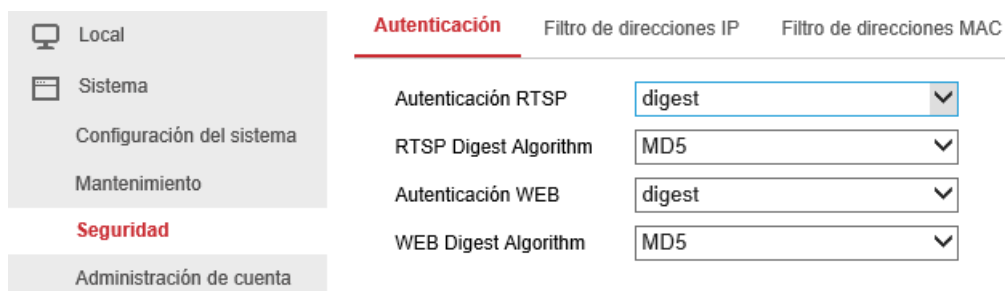 Local
Sistema
Configuración del sistema
Mantenimiento
Seguridad
Administración de cuenta
Autenticación Filtro de direcciones IP Filtro de direcciones MAC
Autenticación RTSP digest
RTSP Digest Algorithm MD5
Autenticación WEB digest
WEB Digest Algorithm MD5